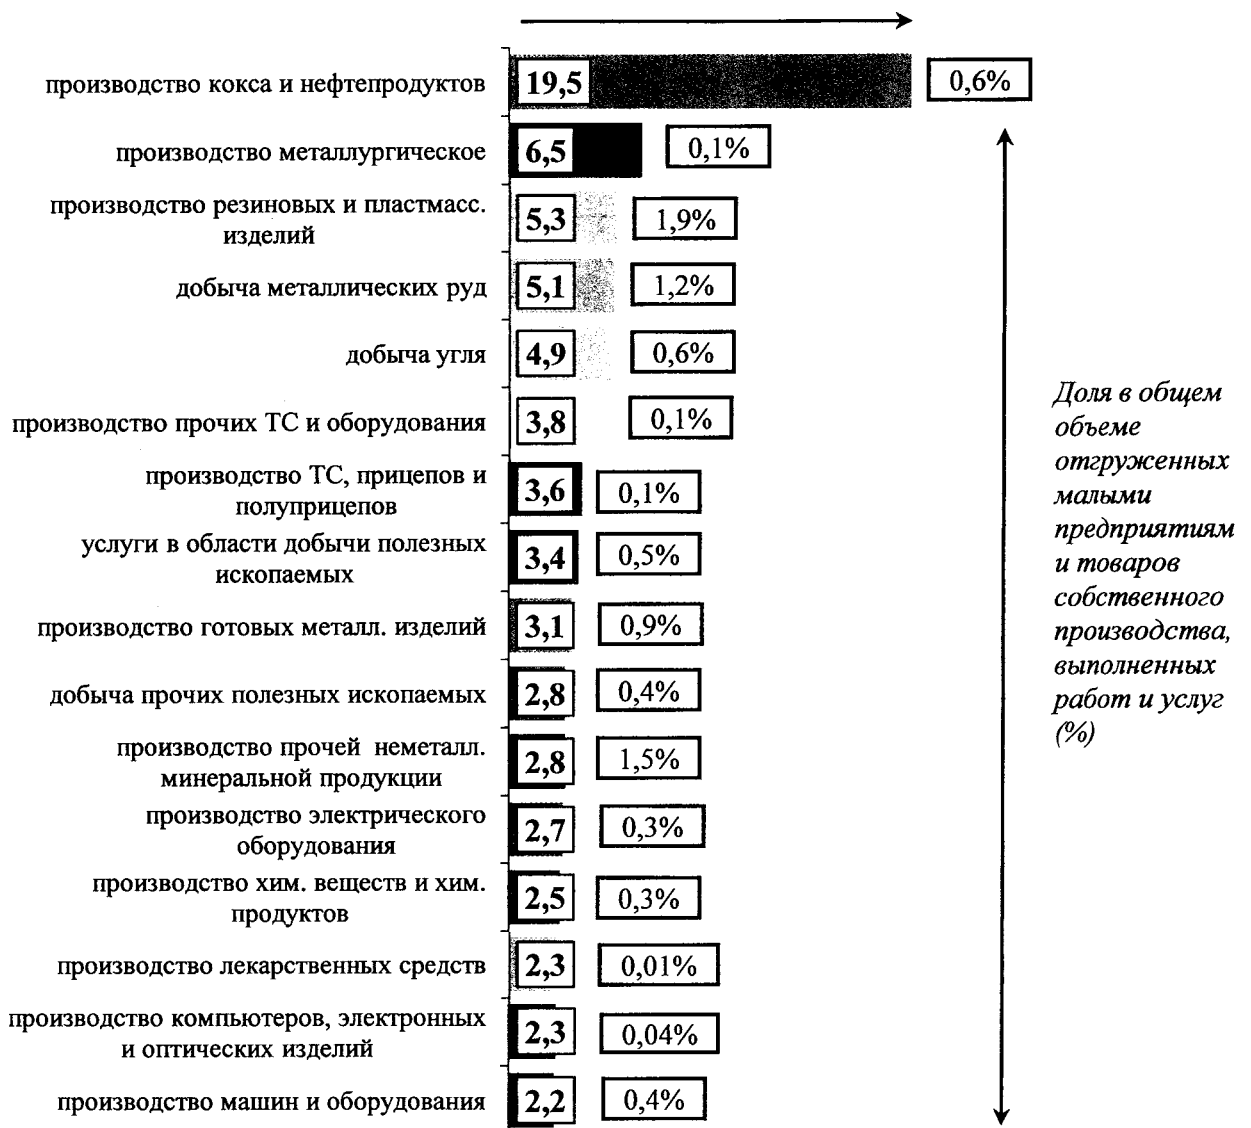 производство кокса и нефтепродуктов
19,5
0,6%
производство металлургическое
6,5
0,1%
производство резиновых и пластмасс.
изделий
5,3
1,9%
добыча металлических руд
5,1
1,2%
добыча угля
4,9
0,6%
производство прочих ТС и оборудования
3,8
0,1%
производство ТС, прицепов и
полуприцепов
3,6
0,1%
услуги в области добычи полезных
ископаемых
3,4
0,5%
производство готовых металл. изделий
3,1
0,9%
добыча прочих полезных ископаемых
2,8
0,4%
производство прочей неметалл.
минеральной продукции
2,8
1,5%
производство электрического
оборудования
2,7
0,3%
производство хим. веществ и хим.
продуктов
2,5
0,3%
производство лекарственных средств
2,3
0,01%
производство компьютеров, электронных
и оптических изделий
2,3
0,04%
производство машин и оборудования
2,2
0,4%
Доля в общем
объеме
отгруженных
малыми
предприятиям
и товаров
собственного
производства,
выполненных
работ и услуг
(%)